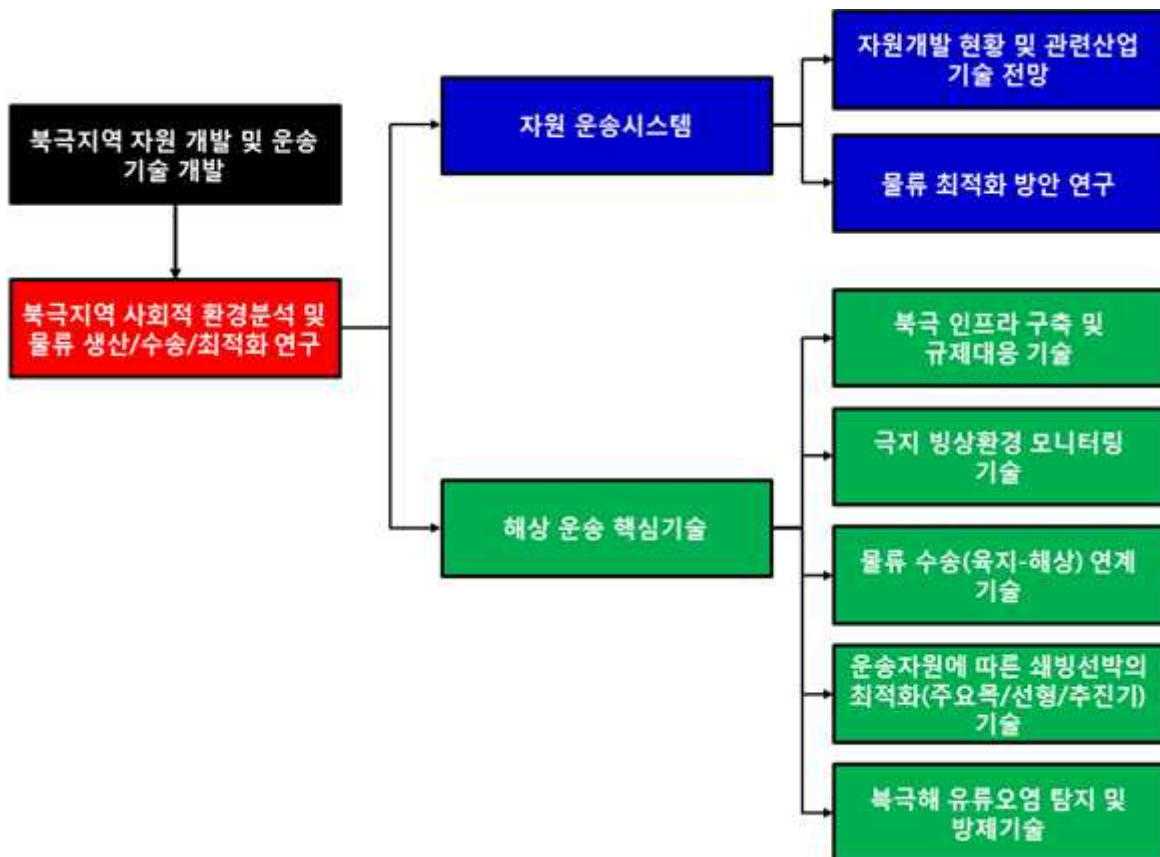 북극지역 자원 개발 및 운송
기술 개발
북극지역 사회적 환경분석 및
물류 생산/수송/최적화 연구
자원 운송시스템
자원개발 현황 및 관련산업
기술 전망
물류 최적화 방안 연구
해상 운송 핵심기술
북극 인프라 구축 및
규제대응 기술
극지 빙상환경 모니터링
기술
물류 수송(육지-해상) 연계
기술
운송자원에 따른 쇄빙선박의
최적화(주요목/선형/추진기)
기술
북극해 유류오염 탐지 및
방제기술